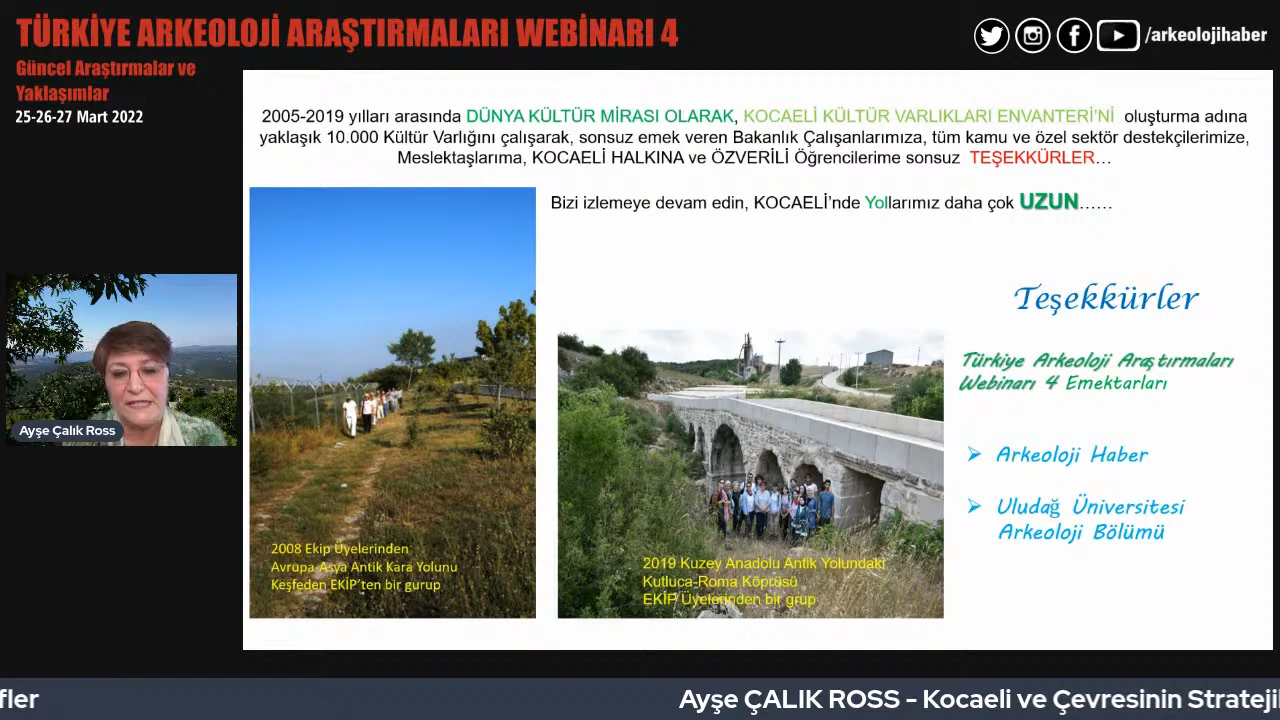 TÜRKİYE ARKEOLOJİ ARAŞTIRMALARI WEBİNARI 4
Güncel Araştırmalar ve
Yaklaşımlar
25-26-27 Mart 2022
/arkeolojihaber
2005-2019 yılları arasında DÜNYA KÜLTÜR MİRASI OLARAK, KOCAELİ KÜLTÜR VARLIKLARI ENVANTERİ'Nİ oluşturma adına
yaklaşık 10.000 Kültür Varlığını çalışarak, sonsuz emek veren Bakanlık Çalışanlarımıza, tüm kamu ve özel sektör destekçilerimize,
Meslektaşlarıma, KOCAELİ HALKINA ve ÖZVERİLİ Öğrencilerime sonsuz TEŞEKKÜRLER…
Bizi izlemeye devam edin, KOCAELİ'nde Yollarımız daha çok UZUN……
Teşekkürler
Türkiye Arkeoloji Araştırmaları
Webinarı 4 Emektarları
➢ Arkeoloji Haber
➢ Uludağ Üniversitesi
Arkeoloji Bölümü
2008 Ekip Üyelerinden
Avrupa-Asya Antik Kara Yolunu
Keşfeden EKİP'ten bir gurup
2019 Kuzey Anadolu Antik Yolundaki
Kutluca-Roma Köprüsü
EKİP Üyelerinden bir grup
Ayşe Çalık Ross
fler
Ayşe ÇALIK ROSS - Kocaeli ve Çevresinin Strateji